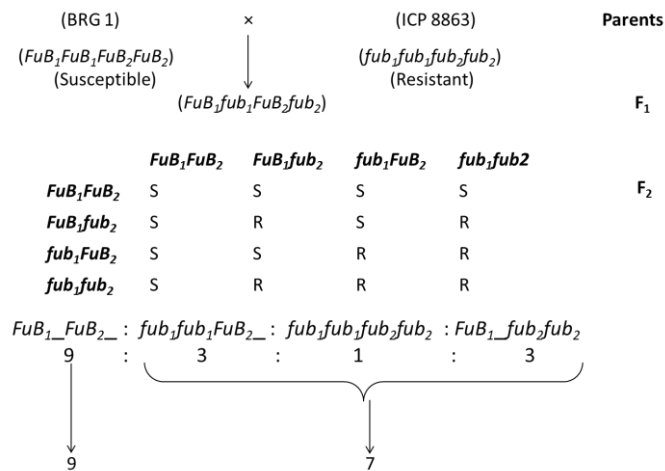 (BRG 1) × (ICP 8863) Parents
(FuB₁FuB₁FuB₂FuB₂) (fub₁fub₁fub₂fub₂)
(Susceptible) (Resistant)
(FuB₁fub₁FuB₂fub₂) F₁
FuB₁FuB₂ FuB₁fub₂ fub₁FuB₂ fub₁fub2
FuB₁FuB₂ S S S S F₂
FuB₁fub₂ S R S R
fub₁FuB₂ S S R R
fub₁fub₂ S R R R
FuB₁_FuB₂_ : fub₁fub₁FuB₂_ : fub₁fub₁fub₂fub₂ : FuB₁_fub₂fub₂
9 : 3 : 1 : 3
9 7